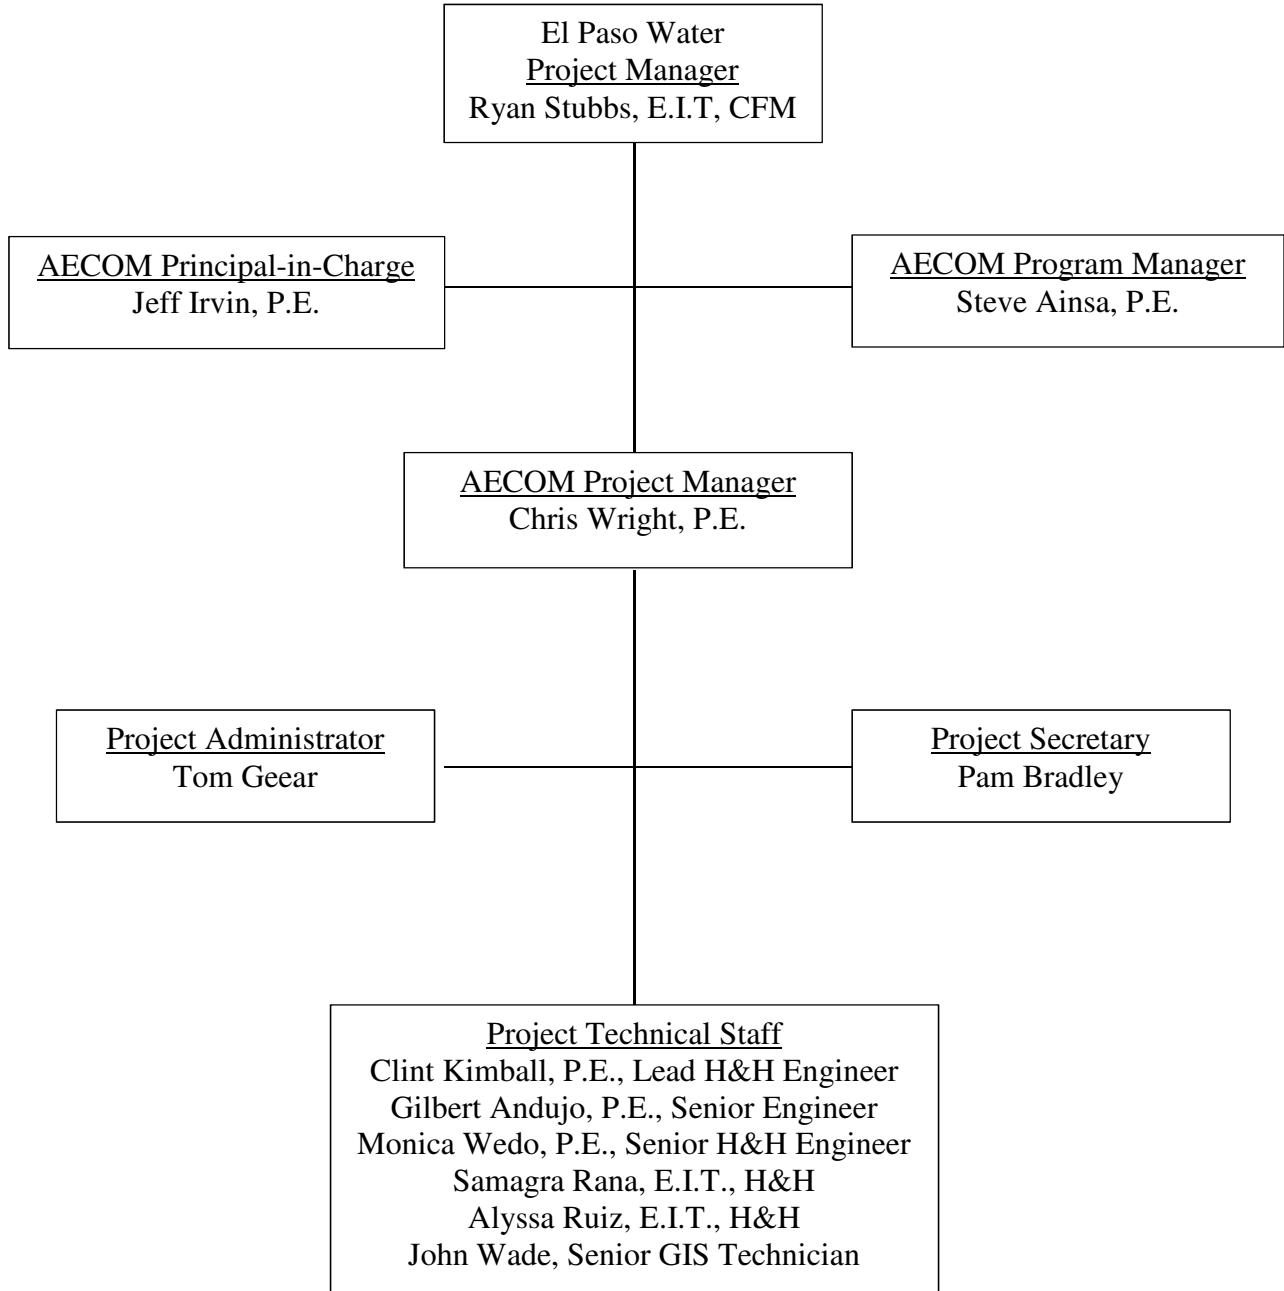 El Paso Water
Project Manager
Ryan Stubbs, E.I.T, CFM
AECOM Principal-in-Charge
Jeff Irvin, P.E.
AECOM Program Manager
Steve Ainsa, P.E.
AECOM Project Manager
Chris Wright, P.E.
Project Administrator
Tom Geear
Project Secretary
Pam Bradley
Project Technical Staff
Clint Kimball, P.E., Lead H&H Engineer
Gilbert Andujo, P.E., Senior Engineer
Monica Wedo, P.E., Senior H&H Engineer
Samagra Rana, E.I.T., H&H
Alyssa Ruiz, E.I.T., H&H
John Wade, Senior GIS Technician